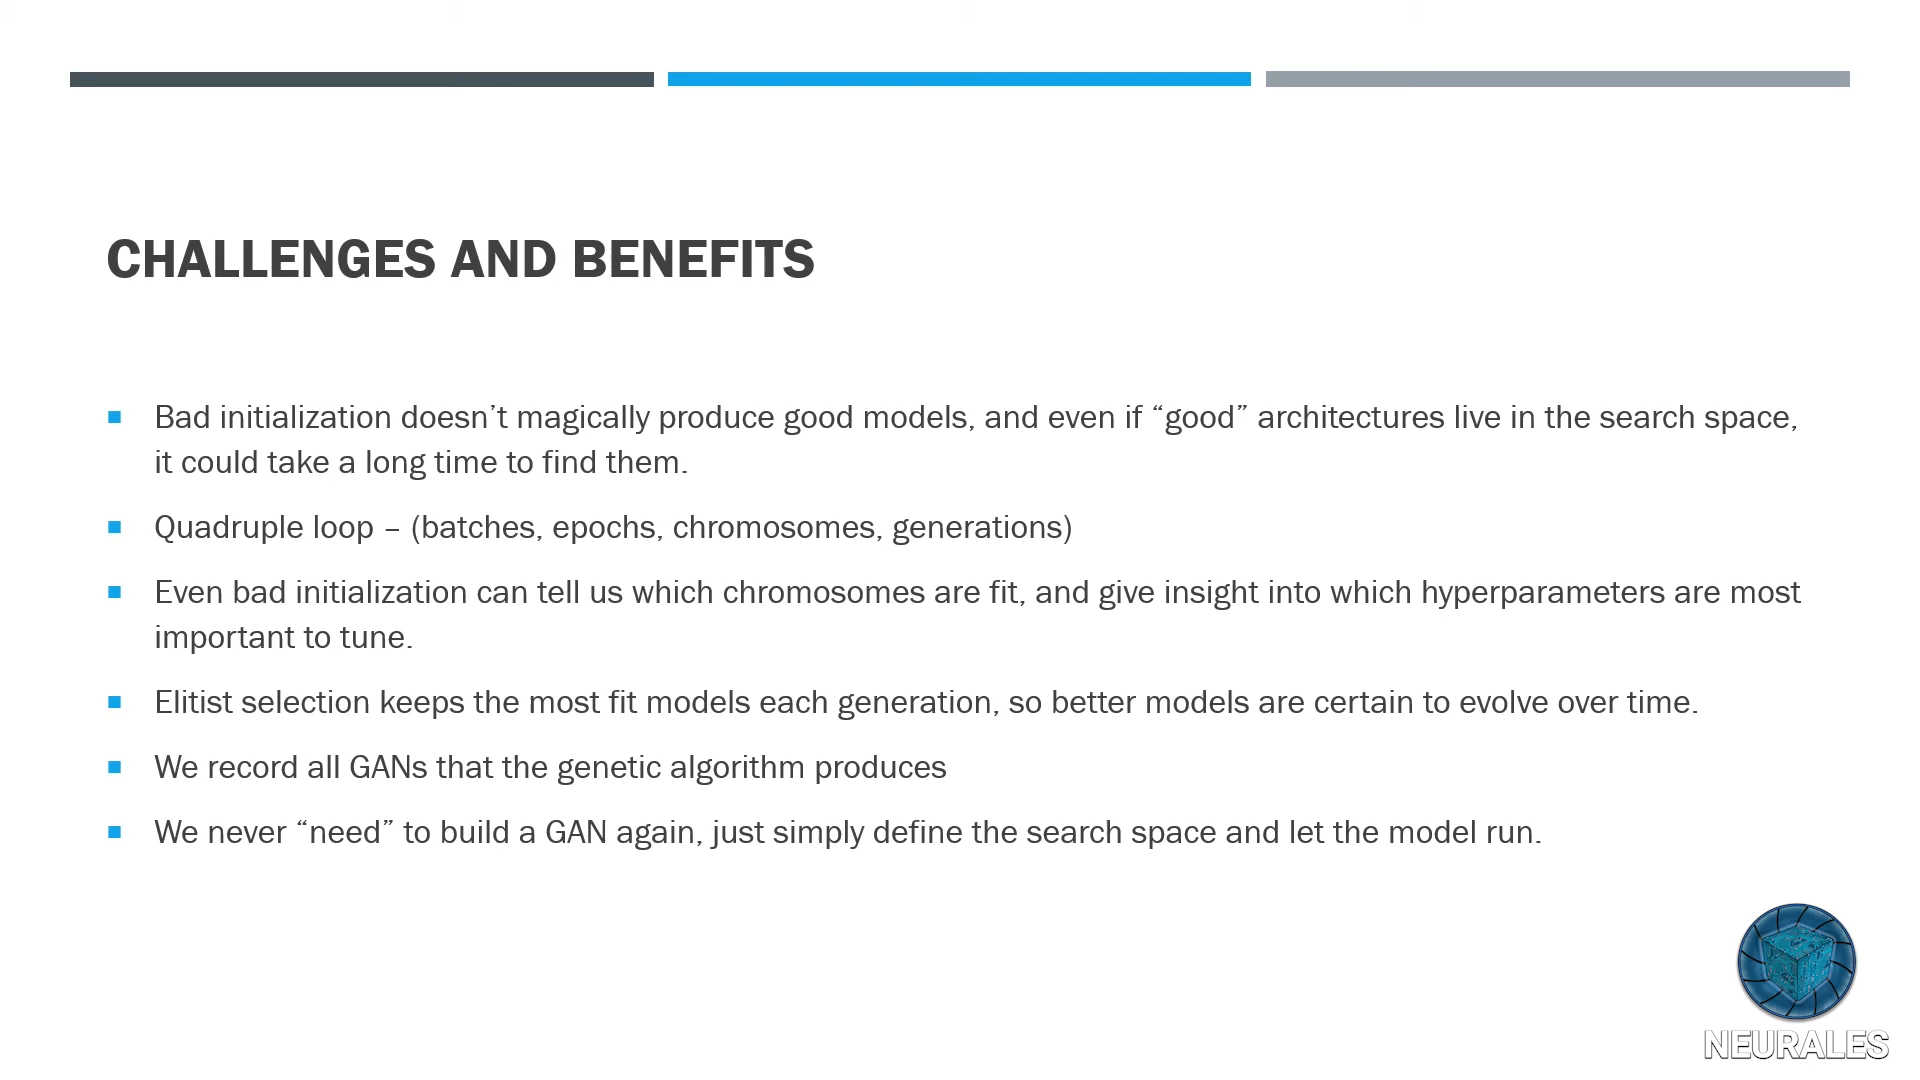 CHALLENGES AND BENEFITS
Bad initialization doesn’t magically produce good models, and even if “good” architectures live in the search space,
it could take a long time to find them.
Quadruple loop – (batches, epochs, chromosomes, generations)
Even bad initialization can tell us which chromosomes are fit, and give insight into which hyperparameters are most
important to tune.
Elitist selection keeps the most fit models each generation, so better models are certain to evolve over time.
We record all GANs that the genetic algorithm produces
We never “need” to build a GAN again, just simply define the search space and let the model run.
NEURALES